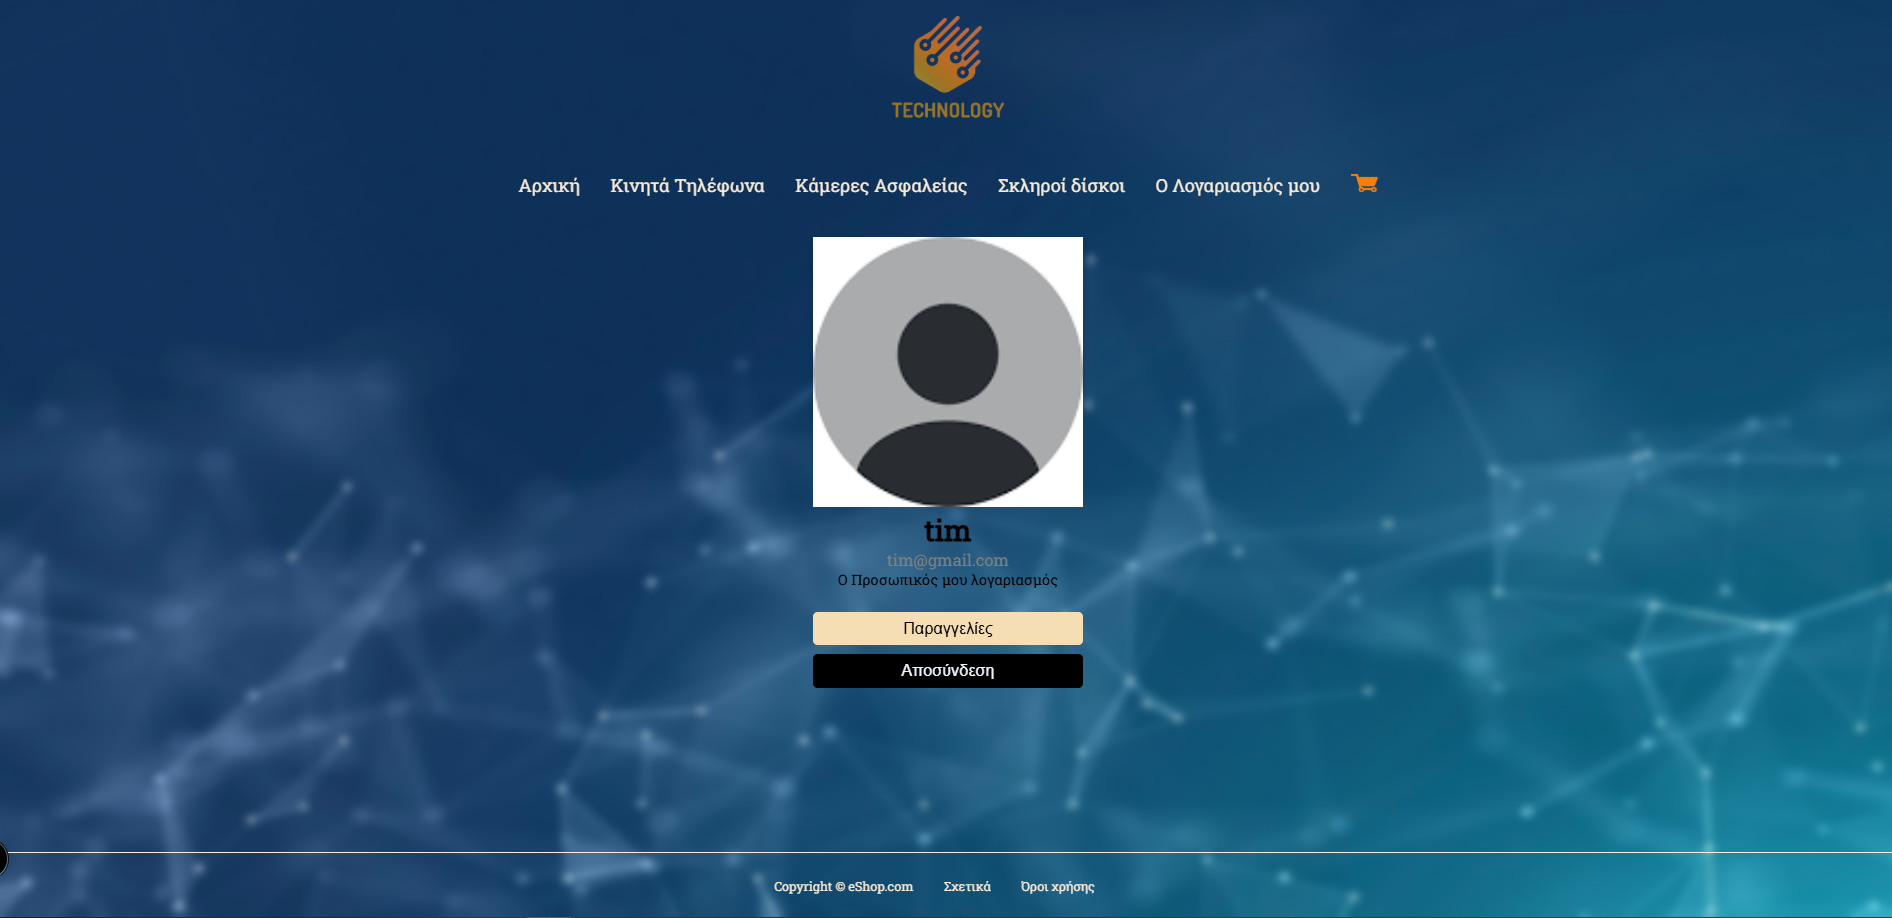 TECHNOLOGY
Αρχική Κινητά Τηλέφωνα Κάμερες Ασφαλείας Σκληροί δίσκοι Ο Λογαριασμός μου
tim
tim@gmail.com
Ο Προσωπικός μου λογαριασμός
Παραγγελίες
Αποσύνδεση
Copyright © eShop.com Σχετικά Όροι χρήσης